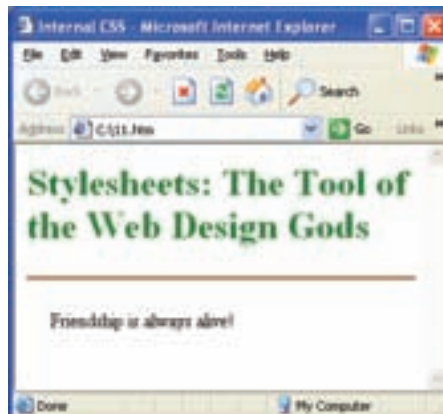 Internal CSS - Microsoft Internet Explorer
File Edit View Favorites Tools Help
Back Search
Address C:\11.htm Go Links
Stylesheets: The Tool of
the Web Design Gods
Friendship is always alive!
Done My Computer